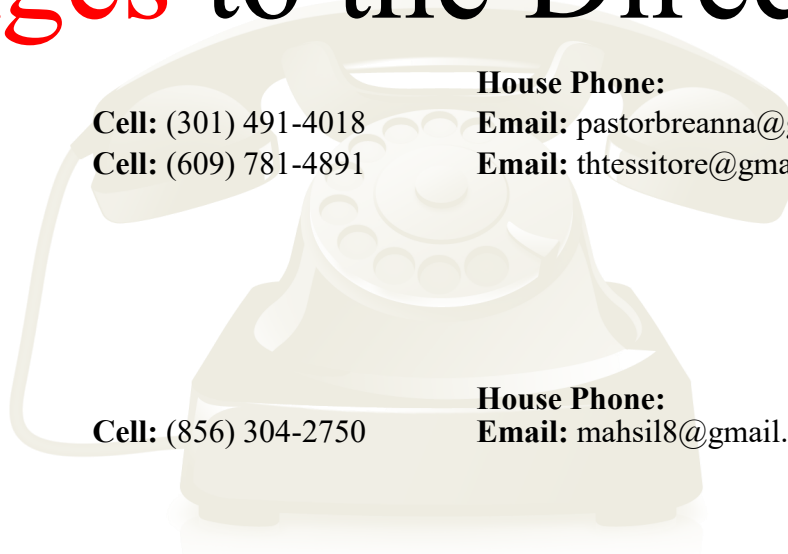 ges to the Direc
House Phone:
Cell: (301) 491-4018 Email: pastorbreanna@g
Cell: (609) 781-4891 Email: thtessitore@gma
House Phone:
Cell: (856) 304-2750 Email: mahsil8@gmail.